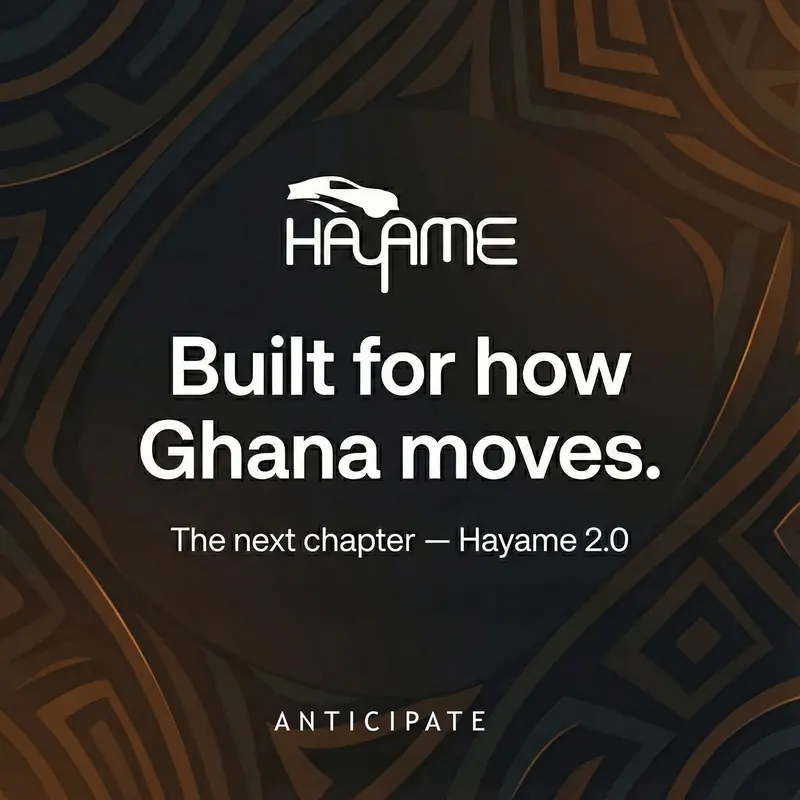 HAYAME
Built for how
Ghana moves.
The next chapter — Hayame 2.0
ANTICIPATE